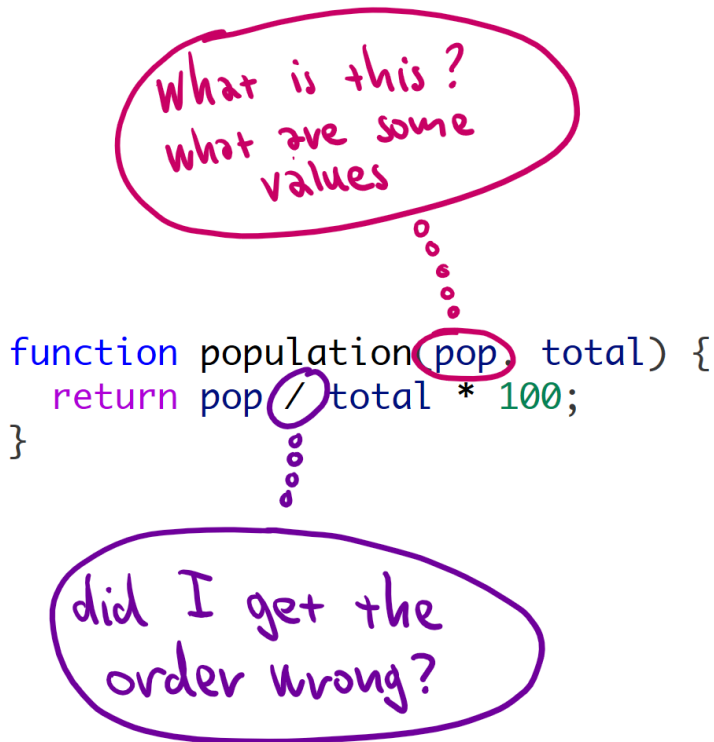 What is this?
what are some
values
function population(pop, total) {
return pop / total * 100;
}
did I get the
order wrong?